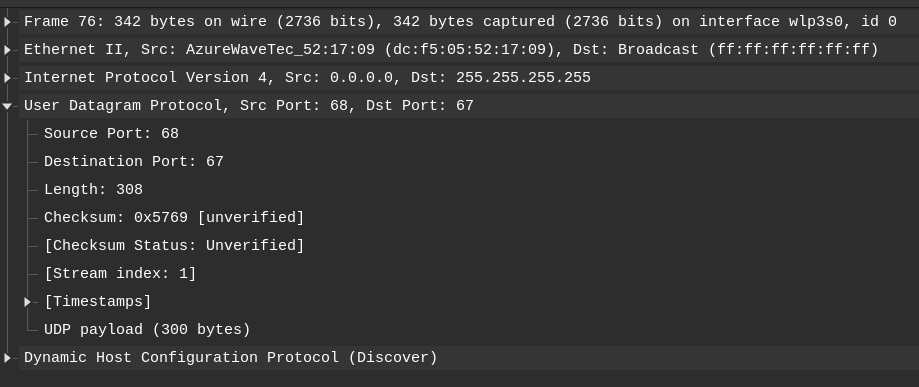 Frame 76: 342 bytes on wire (2736 bits), 342 bytes captured (2736 bits) on interface wlp3s0, id 0
Ethernet II, Src: AzureWaveTec_52:17:09 (dc:f5:05:52:17:09), Dst: Broadcast (ff:ff:ff:ff:ff:ff)
Internet Protocol Version 4, Src: 0.0.0.0, Dst: 255.255.255.255
User Datagram Protocol, Src Port: 68, Dst Port: 67
Source Port: 68
Destination Port: 67
Length: 308
Checksum: 0x5769 [unverified]
[Checksum Status: Unverified]
[Stream index: 1]
[Timestamps]
UDP payload (300 bytes)
Dynamic Host Configuration Protocol (Discover)